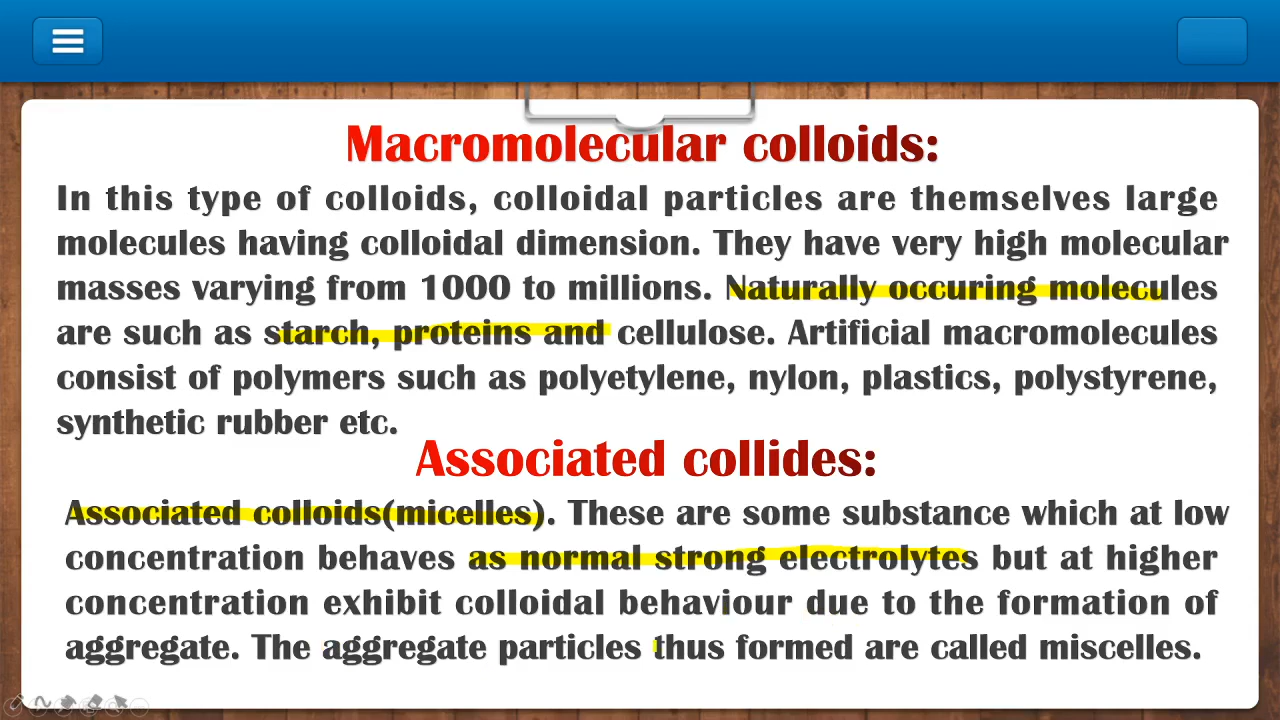 Macromolecular colloids:
In this type of colloids, colloidal particles are themselves large
molecules having colloidal dimension. They have very high molecular
masses varying from 1000 to millions. Naturally occuring molecules
are such as starch, proteins and cellulose. Artificial macromolecules
consist of polymers such as polyetylene, nylon, plastics, polystyrene,
synthetic rubber etc.
Associated collides:
Associated colloids(micelles). These are some substance which at low
concentration behaves as normal strong electrolytes but at higher
concentration exhibit colloidal behaviour due to the formation of
aggregate. The aggregate particles thus formed are called miscelles.